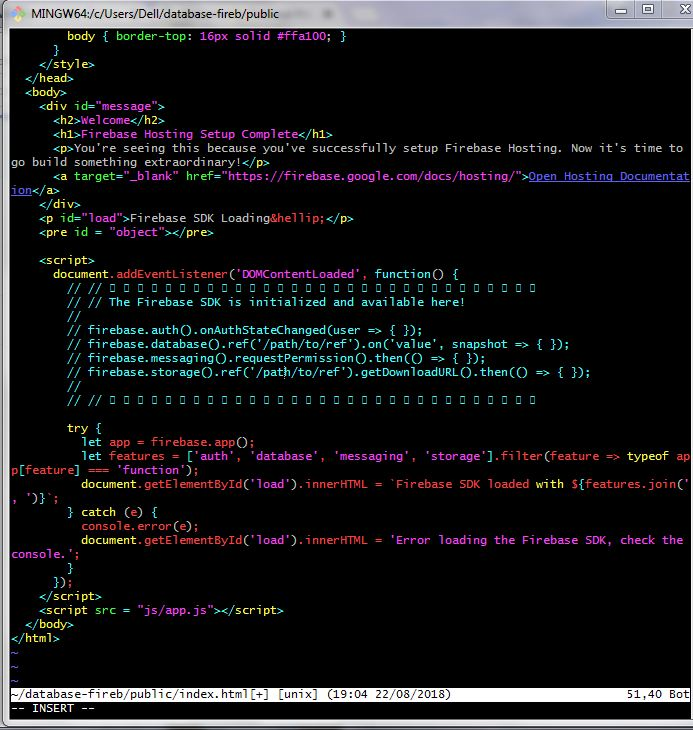 MINGW64:/c/Users/Dell/database-fireb/public
        body { border-top: 16px solid #ffa100; }
      }
    </style>
  </head>
  <body>
    <div id="message">
      <h2>Welcome</h2>
      <h1>Firebase Hosting Setup Complete</h1>
      <p>You're seeing this because you've successfully setup Firebase Hosting. Now it's time to
go build something extraordinary!</p>
      <a target="_blank" href="https://firebase.google.com/docs/hosting/">Open Hosting Documentat
ion</a>
    </div>
    <p id="load">Firebase SDK Loading&hellip;</p>
    <pre id = "object"></pre>

    <script>
      document.addEventListener('DOMContentLoaded', function() {
        // //
        // // The Firebase SDK is initialized and available here!
        //
        // firebase.auth().onAuthStateChanged(user => { });
        // firebase.database().ref('/path/to/ref').on('value', snapshot => { });
        // firebase.messaging().requestPermission().then(() => { });
        // firebase.storage().ref('/path/to/ref').getDownloadURL().then(() => { });
        //
        // //

        try {
          let app = firebase.app();
          let features = ['auth', 'database', 'messaging', 'storage'].filter(feature => typeof ap
p[feature] === 'function');
          document.getElementById('load').innerHTML = `Firebase SDK loaded with ${features.join('
, ')}`;
        } catch (e) {
          console.error(e);
          document.getElementById('load').innerHTML = 'Error loading the Firebase SDK, check the
console.';
        }
      });
    </script>
    <script src = "js/app.js"></script>
  </body>
</html>
~
~
~
~/database-fireb/public/index.html[+] [unix] (19:04 22/08/2018) 51,40 Bot
-- INSERT --